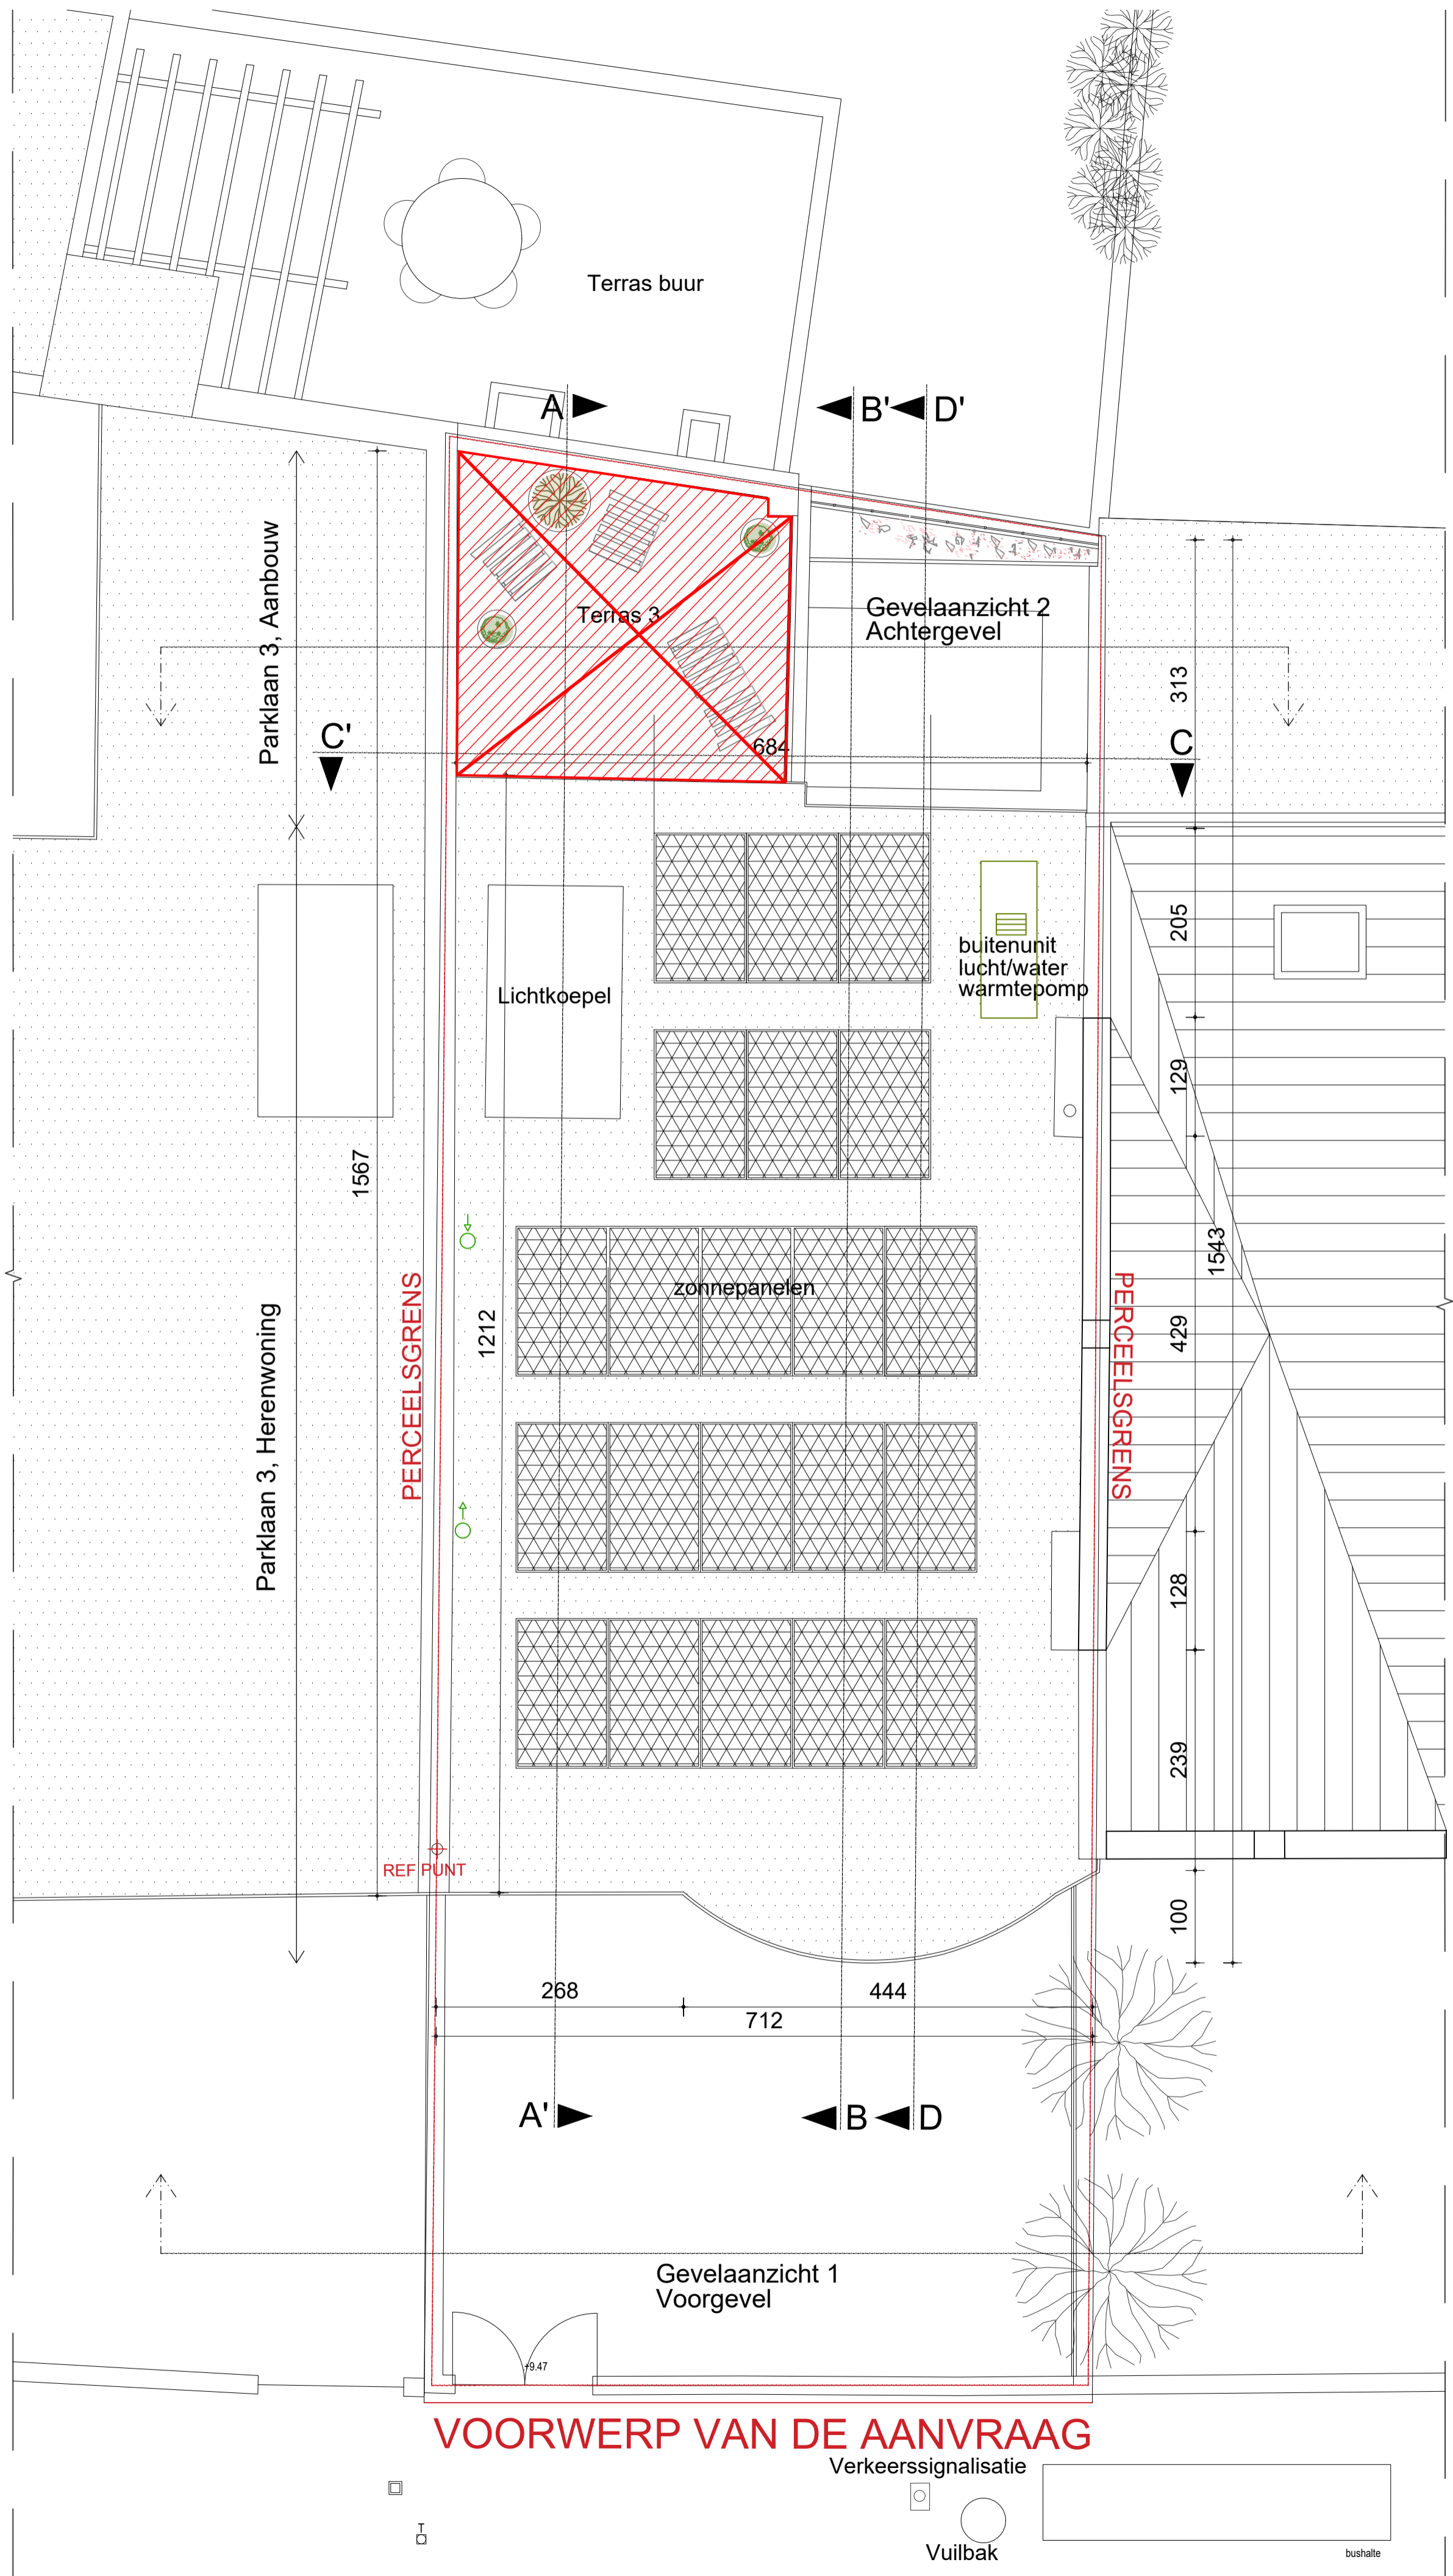 Terras buur
A
B'
D'
Parklaan 3, Aanbouw
Terras 3
Gevelaanzicht 2
Achtergevel
313
C'
684
C
205
buitenunit
lucht/water
warmtepomp
Lichtkoepel
129
1567
1543
PERCEELSGRENS
1212
zonnepanelen
PERCEELSGRENS
429
Parklaan 3, Herenwoning
128
239
REF PUNT
100
268
444
712
A'
B
D
Gevelaanzicht 1
Voorgevel
+9.47
VOORWERP VAN DE AANVRAAG
Verkeerssignalisatie
T
Vuilbak
bushalte